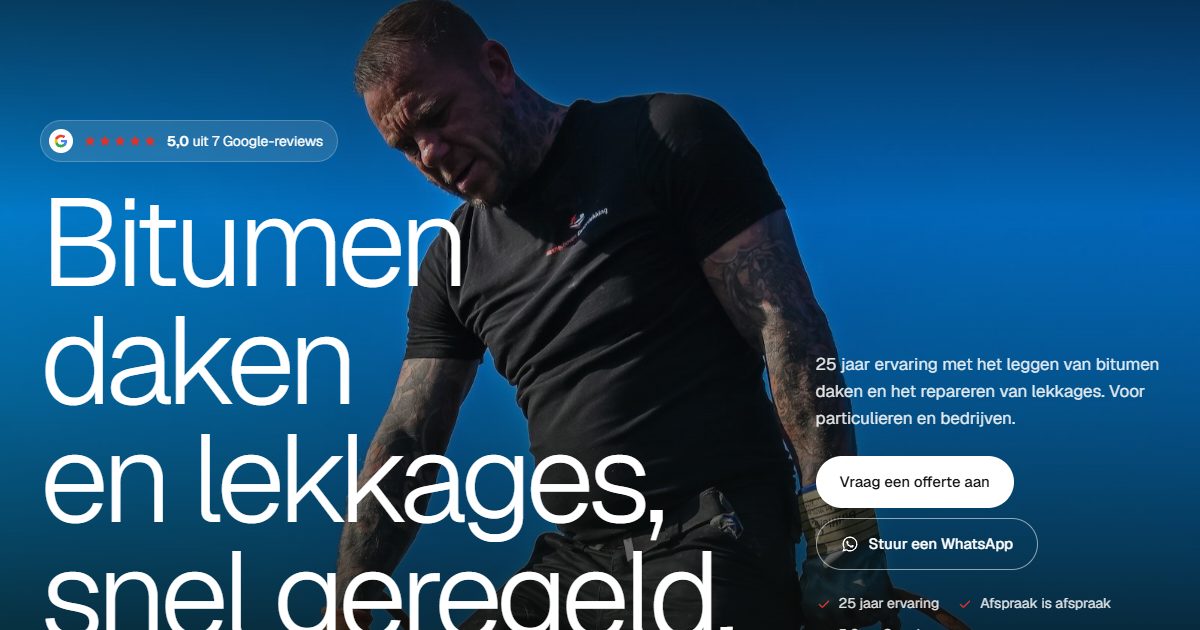 5,0 uit 7 Google-reviews
Bitumen
daken
en lekkages,
snel geregeld.
25 jaar ervaring met het leggen van bitumen
daken en het repareren van lekkages. Voor
particulieren en bedrijven.
Vraag een offerte aan
Stuur een WhatsApp
25 jaar ervaring
Afspraak is afspraak